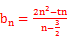 bₙ = (2n² − tn)/(n − 3/2)